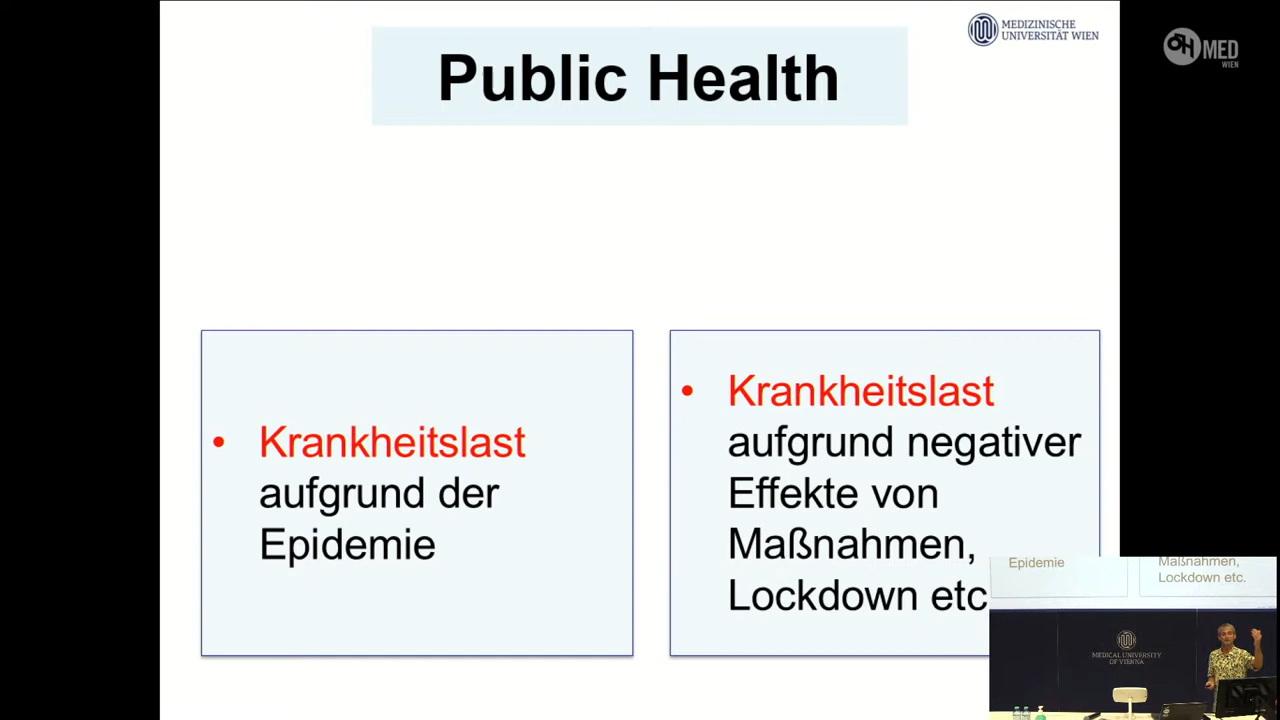 Public Health
MEDIZINISCHE
UNIVERSITÄT WIEN
ÖH MED
WIEN
• Krankheitslast
aufgrund der
Epidemie
• Krankheitslast
aufgrund negativer
Effekte von
Maßnahmen,
Lockdown etc
Epidemie
Maßnahmen,
Lockdown etc.
MEDICAL UNIVERSITY
OF VIENNA